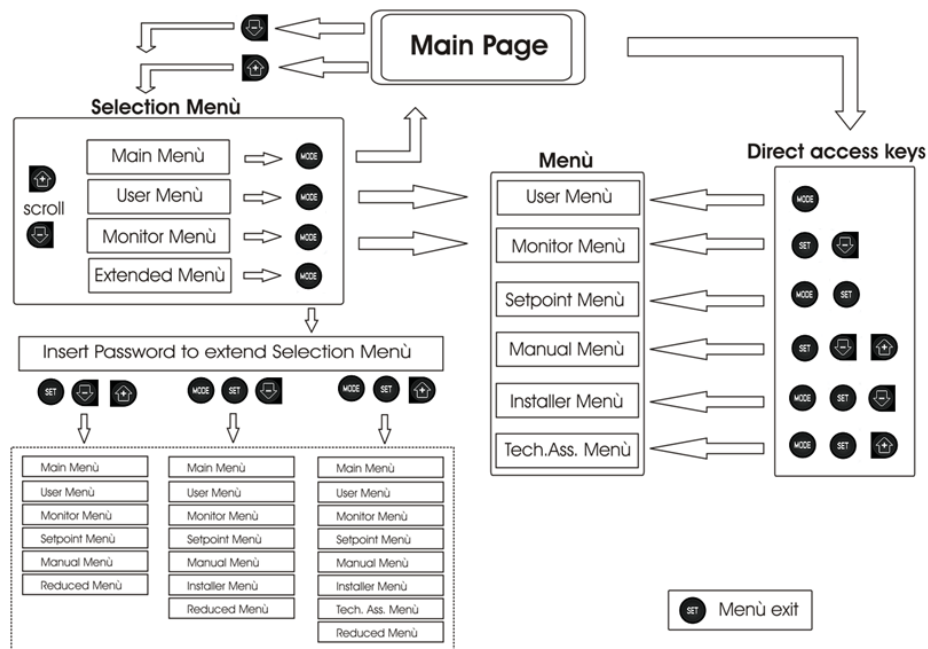 Main Page
Selection Menù
Main Menù
MODE
User Menù
MODE
scroll
Monitor Menù
MODE
Extended Menù
MODE
Insert Password to extend Selection Menù
SET
MODE SET
MODE SET
Main Menù
User Menù
Monitor Menù
Setpoint Menù
Manual Menù
Reduced Menù
Main Menù
User Menù
Monitor Menù
Setpoint Menù
Manual Menù
Installer Menù
Reduced Menù
Main Menù
User Menù
Monitor Menù
Setpoint Menù
Manual Menù
Installer Menù
Tech. Ass. Menù
Reduced Menù
Menù
User Menù
Monitor Menù
Setpoint Menù
Manual Menù
Installer Menù
Tech.Ass. Menù
Direct access keys
MODE
SET
MODE SET
SET
MODE SET
MODE SET
SET Menù exit